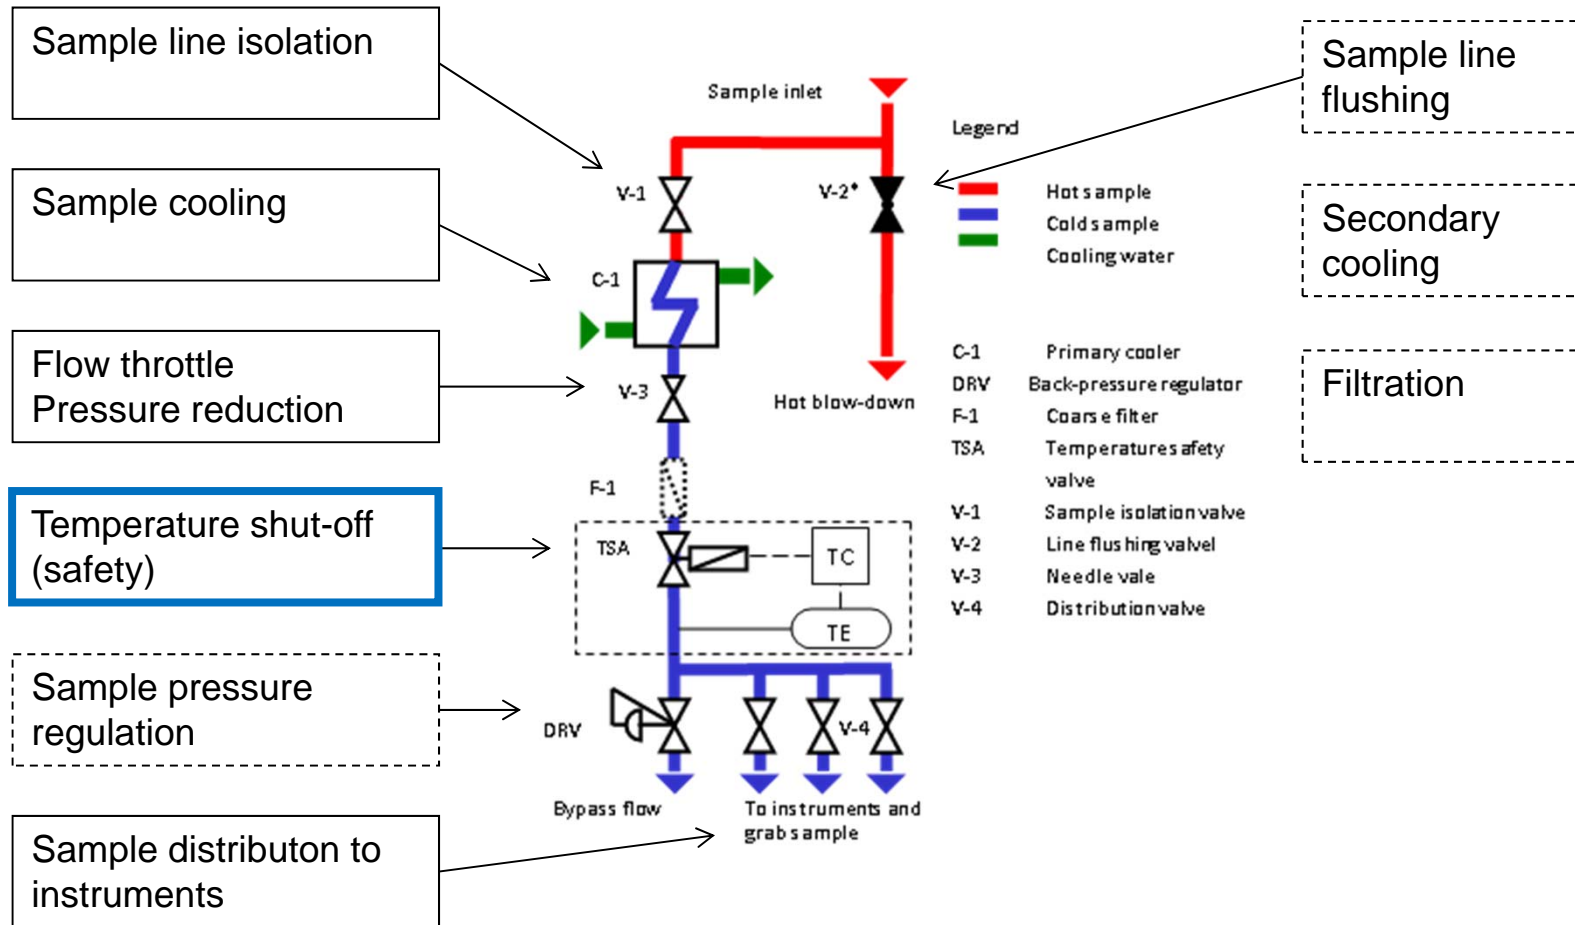 Sample line isolation
Sample cooling
Flow throttle
Pressure reduction
Temperature shut-off
(safety)
Sample pressure
regulation
Sample distributon to
instruments
Sample inlet
V-1
V-2*
C-1
V-3
Hot blow-down
F-1
TSA
TC
TE
DRV
V-4
Bypass flow
To instruments and
grab sample
Legend
Hot sample
Cold sample
Cooling water
C-1 Primary cooler
DRV Back-pressure regulator
F-1 Coarse filter
TSA Temperature safety
valve
V-1 Sample isolation valve
V-2 Line flushing valvel
V-3 Needle vale
V-4 Distribution valve
Sample line
flushing
Secondary
cooling
Filtration